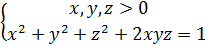 x, y, z > 0
x² + y² + z² + 2xyz = 1